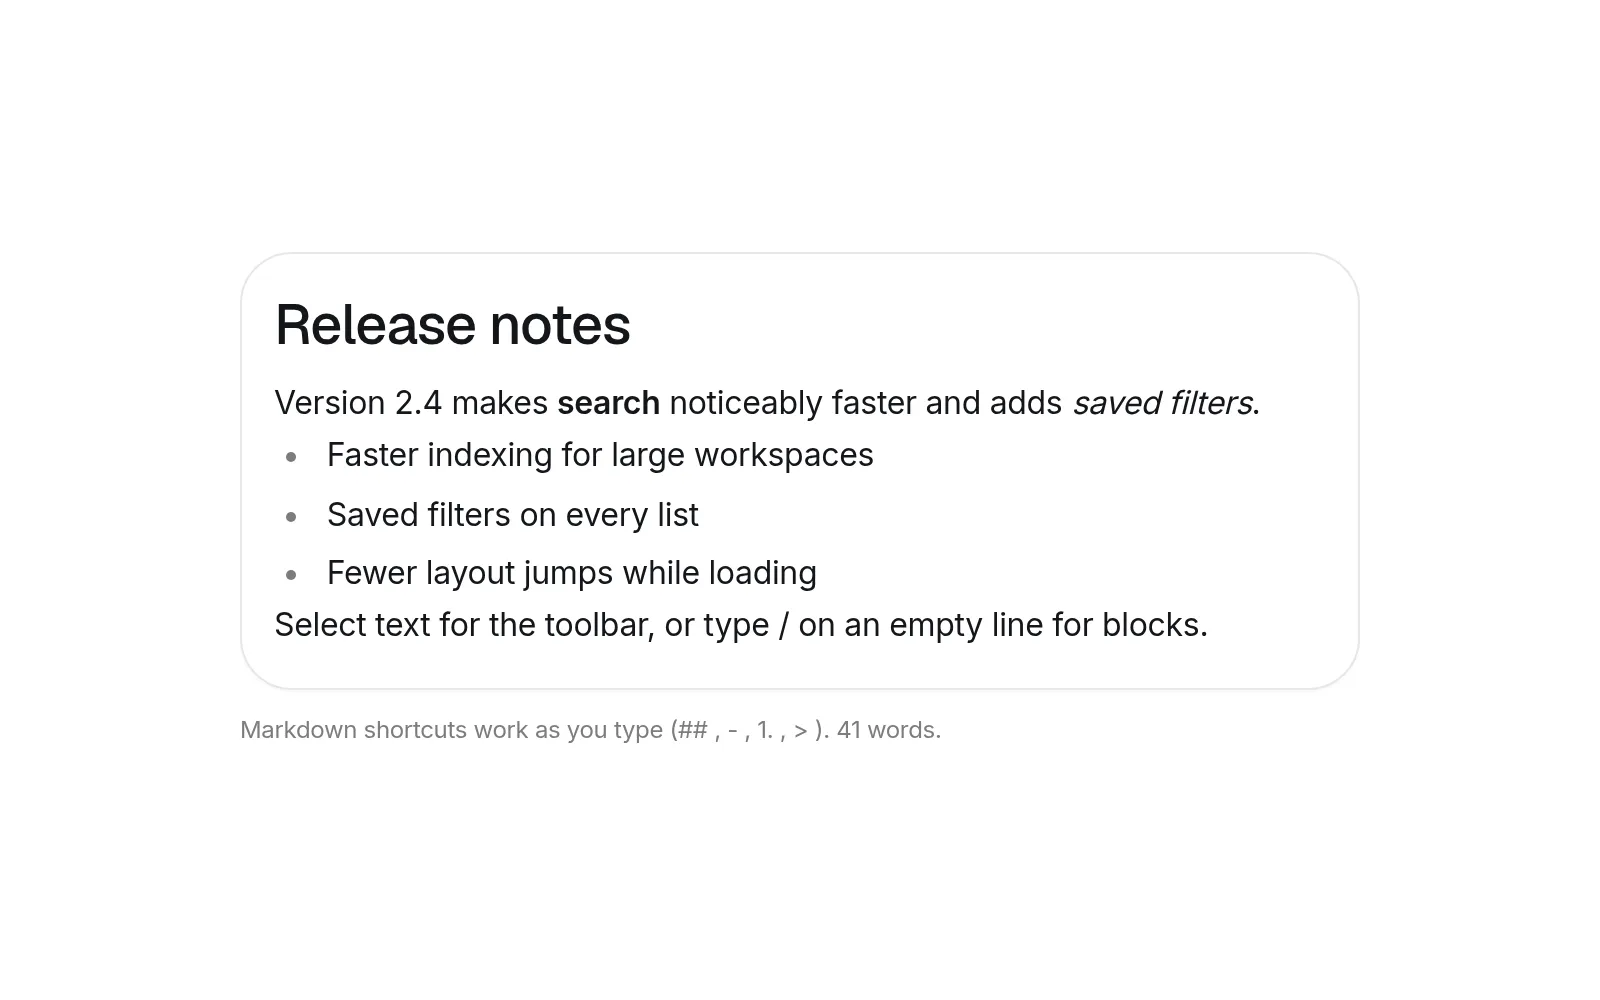 Release notes
Version 2.4 makes search noticeably faster and adds saved filters.
• Faster indexing for large workspaces
• Saved filters on every list
• Fewer layout jumps while loading
Select text for the toolbar, or type / on an empty line for blocks.
Markdown shortcuts work as you type (## , - , 1. , > ). 41 words.